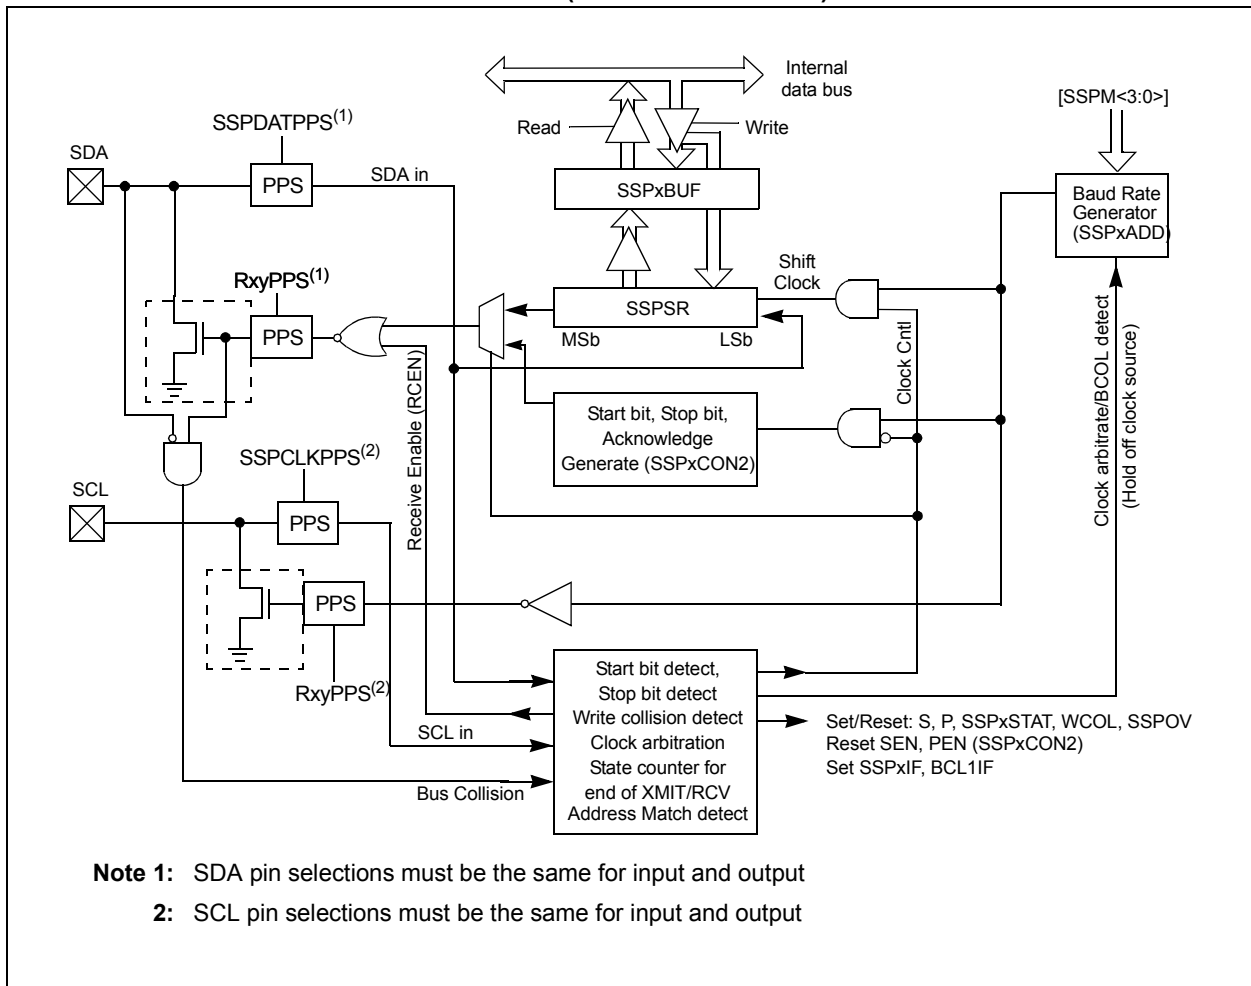 Internal
data bus
[SSPM<3:0>]
SSPDATPPS(1)
Read
Write
SDA
PPS
SDA in
SSPxBUF
Baud Rate
Generator
(SSPxADD)
RxyPPS(1)
Shift
Clock
PPS
SSPSR
MSb
LSb
Clock Cntl
Receive Enable (RCEN)
Clock arbitrate/BCOL detect
(Hold off clock source)
Start bit, Stop bit,
Acknowledge
Generate (SSPxCON2)
SSPCLKPPS(2)
SCL
PPS
PPS
RxyPPS(2)
Start bit detect,
Stop bit detect
Write collision detect
Clock arbitration
State counter for
end of XMIT/RCV
Address Match detect
SCL in
Bus Collision
Set/Reset: S, P, SSPxSTAT, WCOL, SSPOV
Reset SEN, PEN (SSPxCON2)
Set SSPxIF, BCL1IF
Note 1: SDA pin selections must be the same for input and output
2: SCL pin selections must be the same for input and output